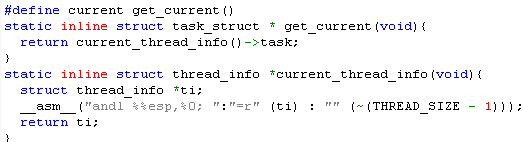 #define current get_current()
static inline struct task_struct * get_current(void){
  return current_thread_info()->task;
}
static inline struct thread_info *current_thread_info(void){
  struct thread_info *ti;
  __asm__("andl %%esp,%0; ":"=r" (ti) : "" (~(THREAD_SIZE - 1)));
  return ti;
}